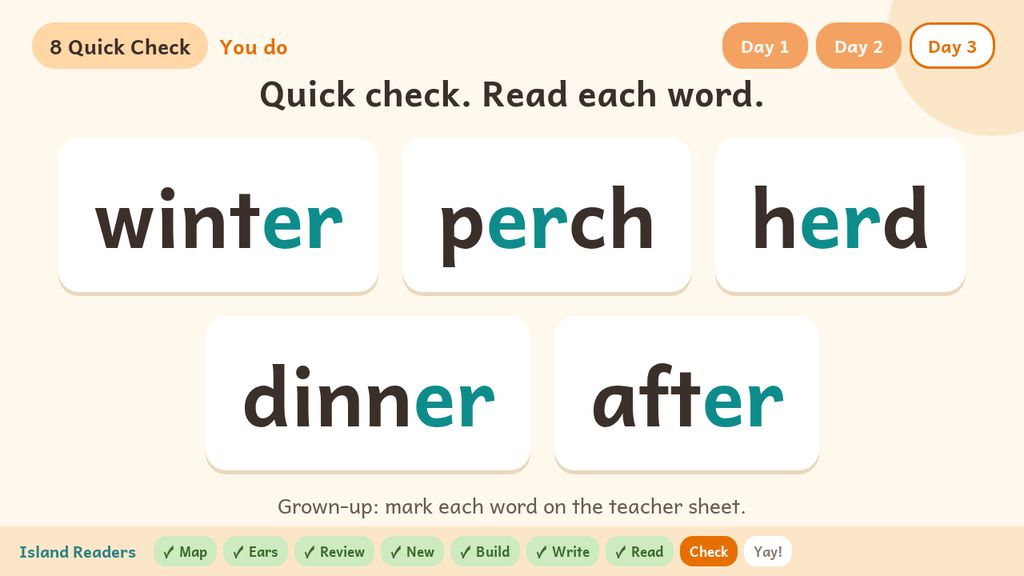 8 Quick Check You do Day 1 Day 2 Day 3
Quick check. Read each word.
winter perch herd
dinner after
Grown-up: mark each word on the teacher sheet.
Island Readers ✓ Map ✓ Ears ✓ Review ✓ New ✓ Build ✓ Write ✓ Read Check Yay!